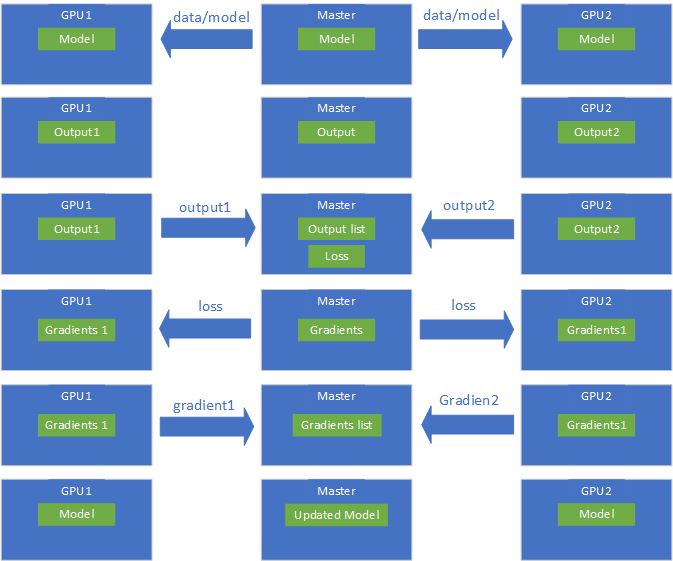 GPU1 data/model Master data/model GPU2
Model Model Model
GPU1 Master GPU2
Output1 Output Output2
GPU1 output1 Master output2 GPU2
Output1 Output list Output2
Loss
GPU1 loss Master loss GPU2
Gradients 1 Gradients Gradients1
GPU1 gradient1 Master Gradien2 GPU2
Gradients 1 Gradients list Gradients1
GPU1 Master GPU2
Model Updated Model Model